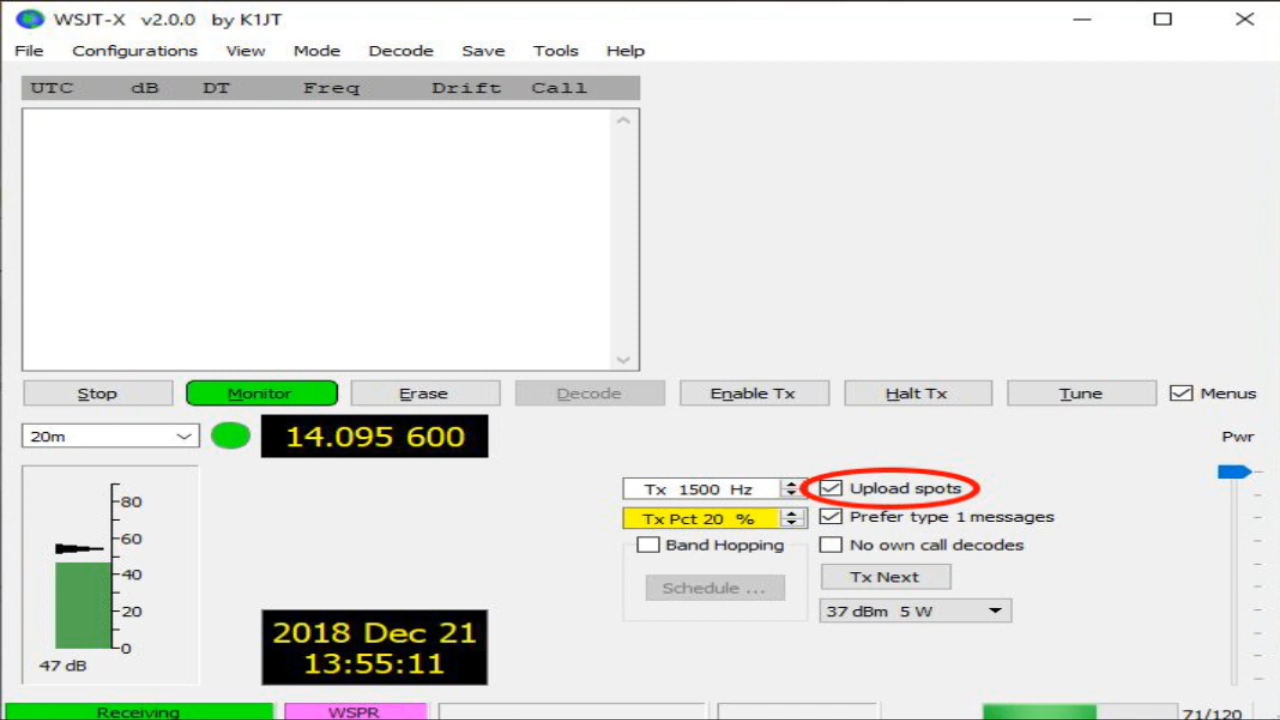 WSJT-X v2.0.0 by K1JT
File Configurations View Mode Decode Save Tools Help
UTC dB DT Freq Drift Call
Stop Monitor Erase Decode Enable Tx Halt Tx Tune Menus
20m 14.095 600 Pwr
Tx 1500 Hz Upload spots
Tx Pct 20 % Prefer type 1 messages
Band Hopping No own call decodes
Schedule ... Tx Next
37 dBm 5 W
80
60
40
20
0
47 dB
2018 Dec 21
13:55:11
Receiving WSPR 71/120